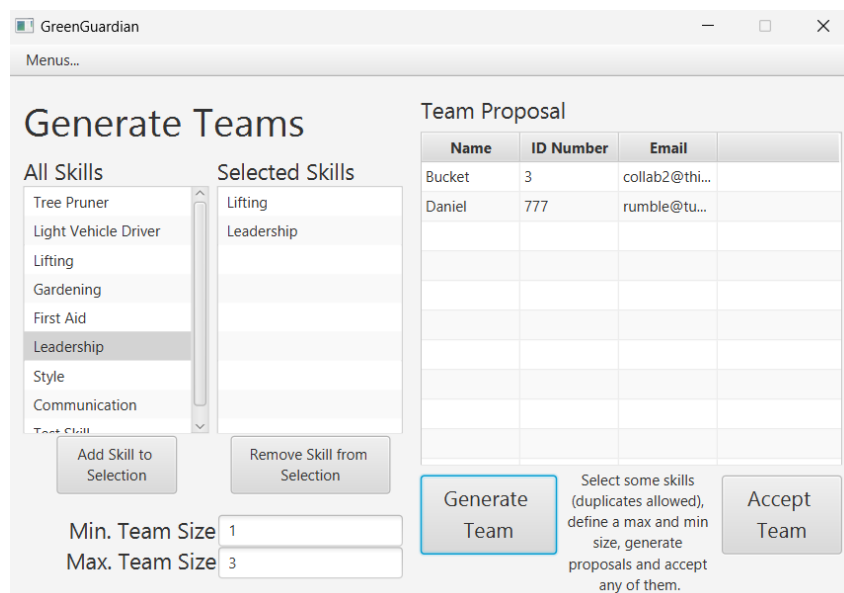 GreenGuardian
Menus...
Generate Teams
All Skills
Tree Pruner
Light Vehicle Driver
Lifting
Gardening
First Aid
Leadership
Style
Communication
Test Skill
Add Skill to
Selection
Selected Skills
Lifting
Leadership
Remove Skill from
Selection
Min. Team Size 1
Max. Team Size 3
Team Proposal
Name ID Number Email
Bucket 3 collab2@thi...
Daniel 777 rumble@tu...
Generate
Team
Select some skills
(duplicates allowed),
define a max and min
size, generate
proposals and accept
any of them.
Accept
Team